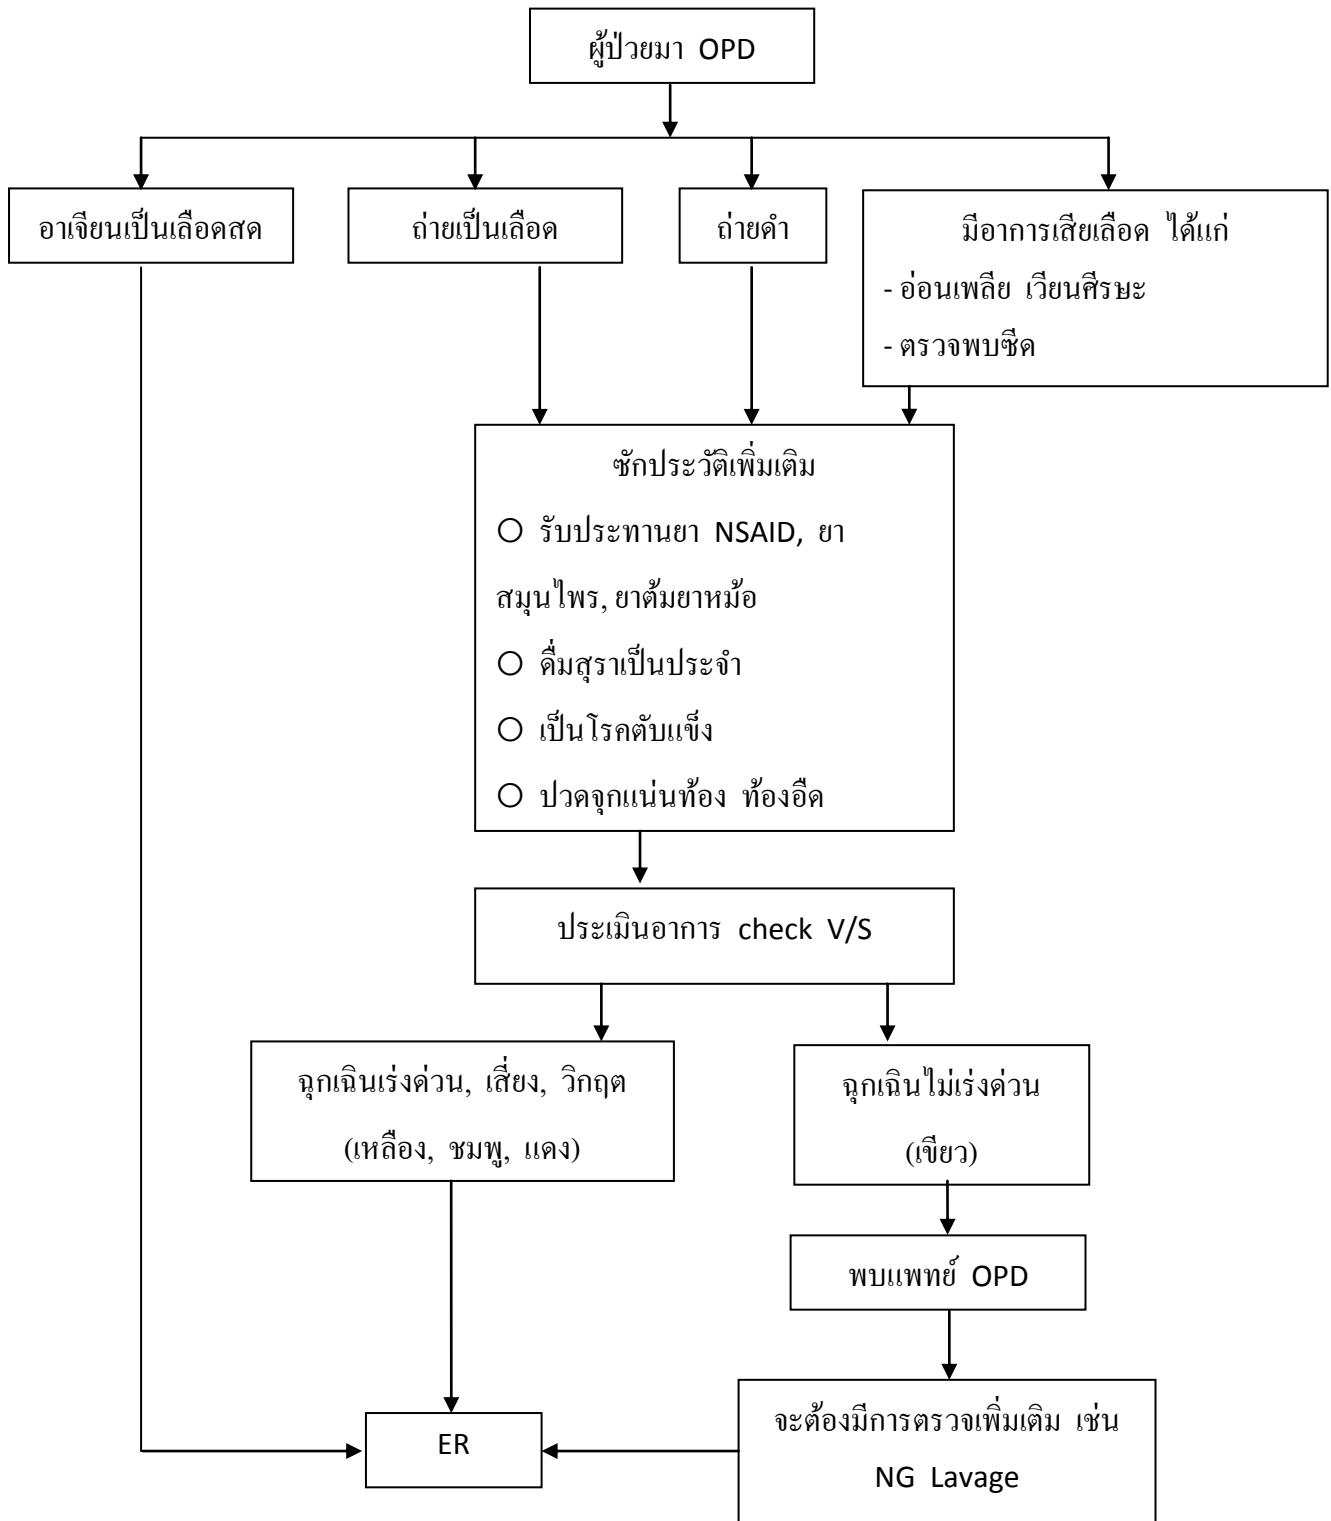 ผู้ป่วยมา OPD
อาเจียนเป็นเลือดสด
ถ่ายเป็นเลือด
ถ่ายดำ
มีอาการเสียเลือด ได้แก่
- อ่อนเพลีย เวียนศีรษะ
- ตรวจพบซีด
ซักประวัติเพิ่มเติม
○ รับประทานยา NSAID, ยา
สมุนไพร, ยาต้มยาหม้อ
○ ดื่มสุราเป็นประจำ
○ เป็นโรคตับแข็ง
○ ปวดจุกแน่นท้อง ท้องอืด
ประเมินอาการ check V/S
ฉุกเฉินเร่งด่วน, เสี่ยง, วิกฤต
(เหลือง, ชมพู, แดง)
ฉุกเฉินไม่เร่งด่วน
(เขียว)
พบแพทย์ OPD
จะต้องมีการตรวจเพิ่มเติม เช่น
NG Lavage
ER